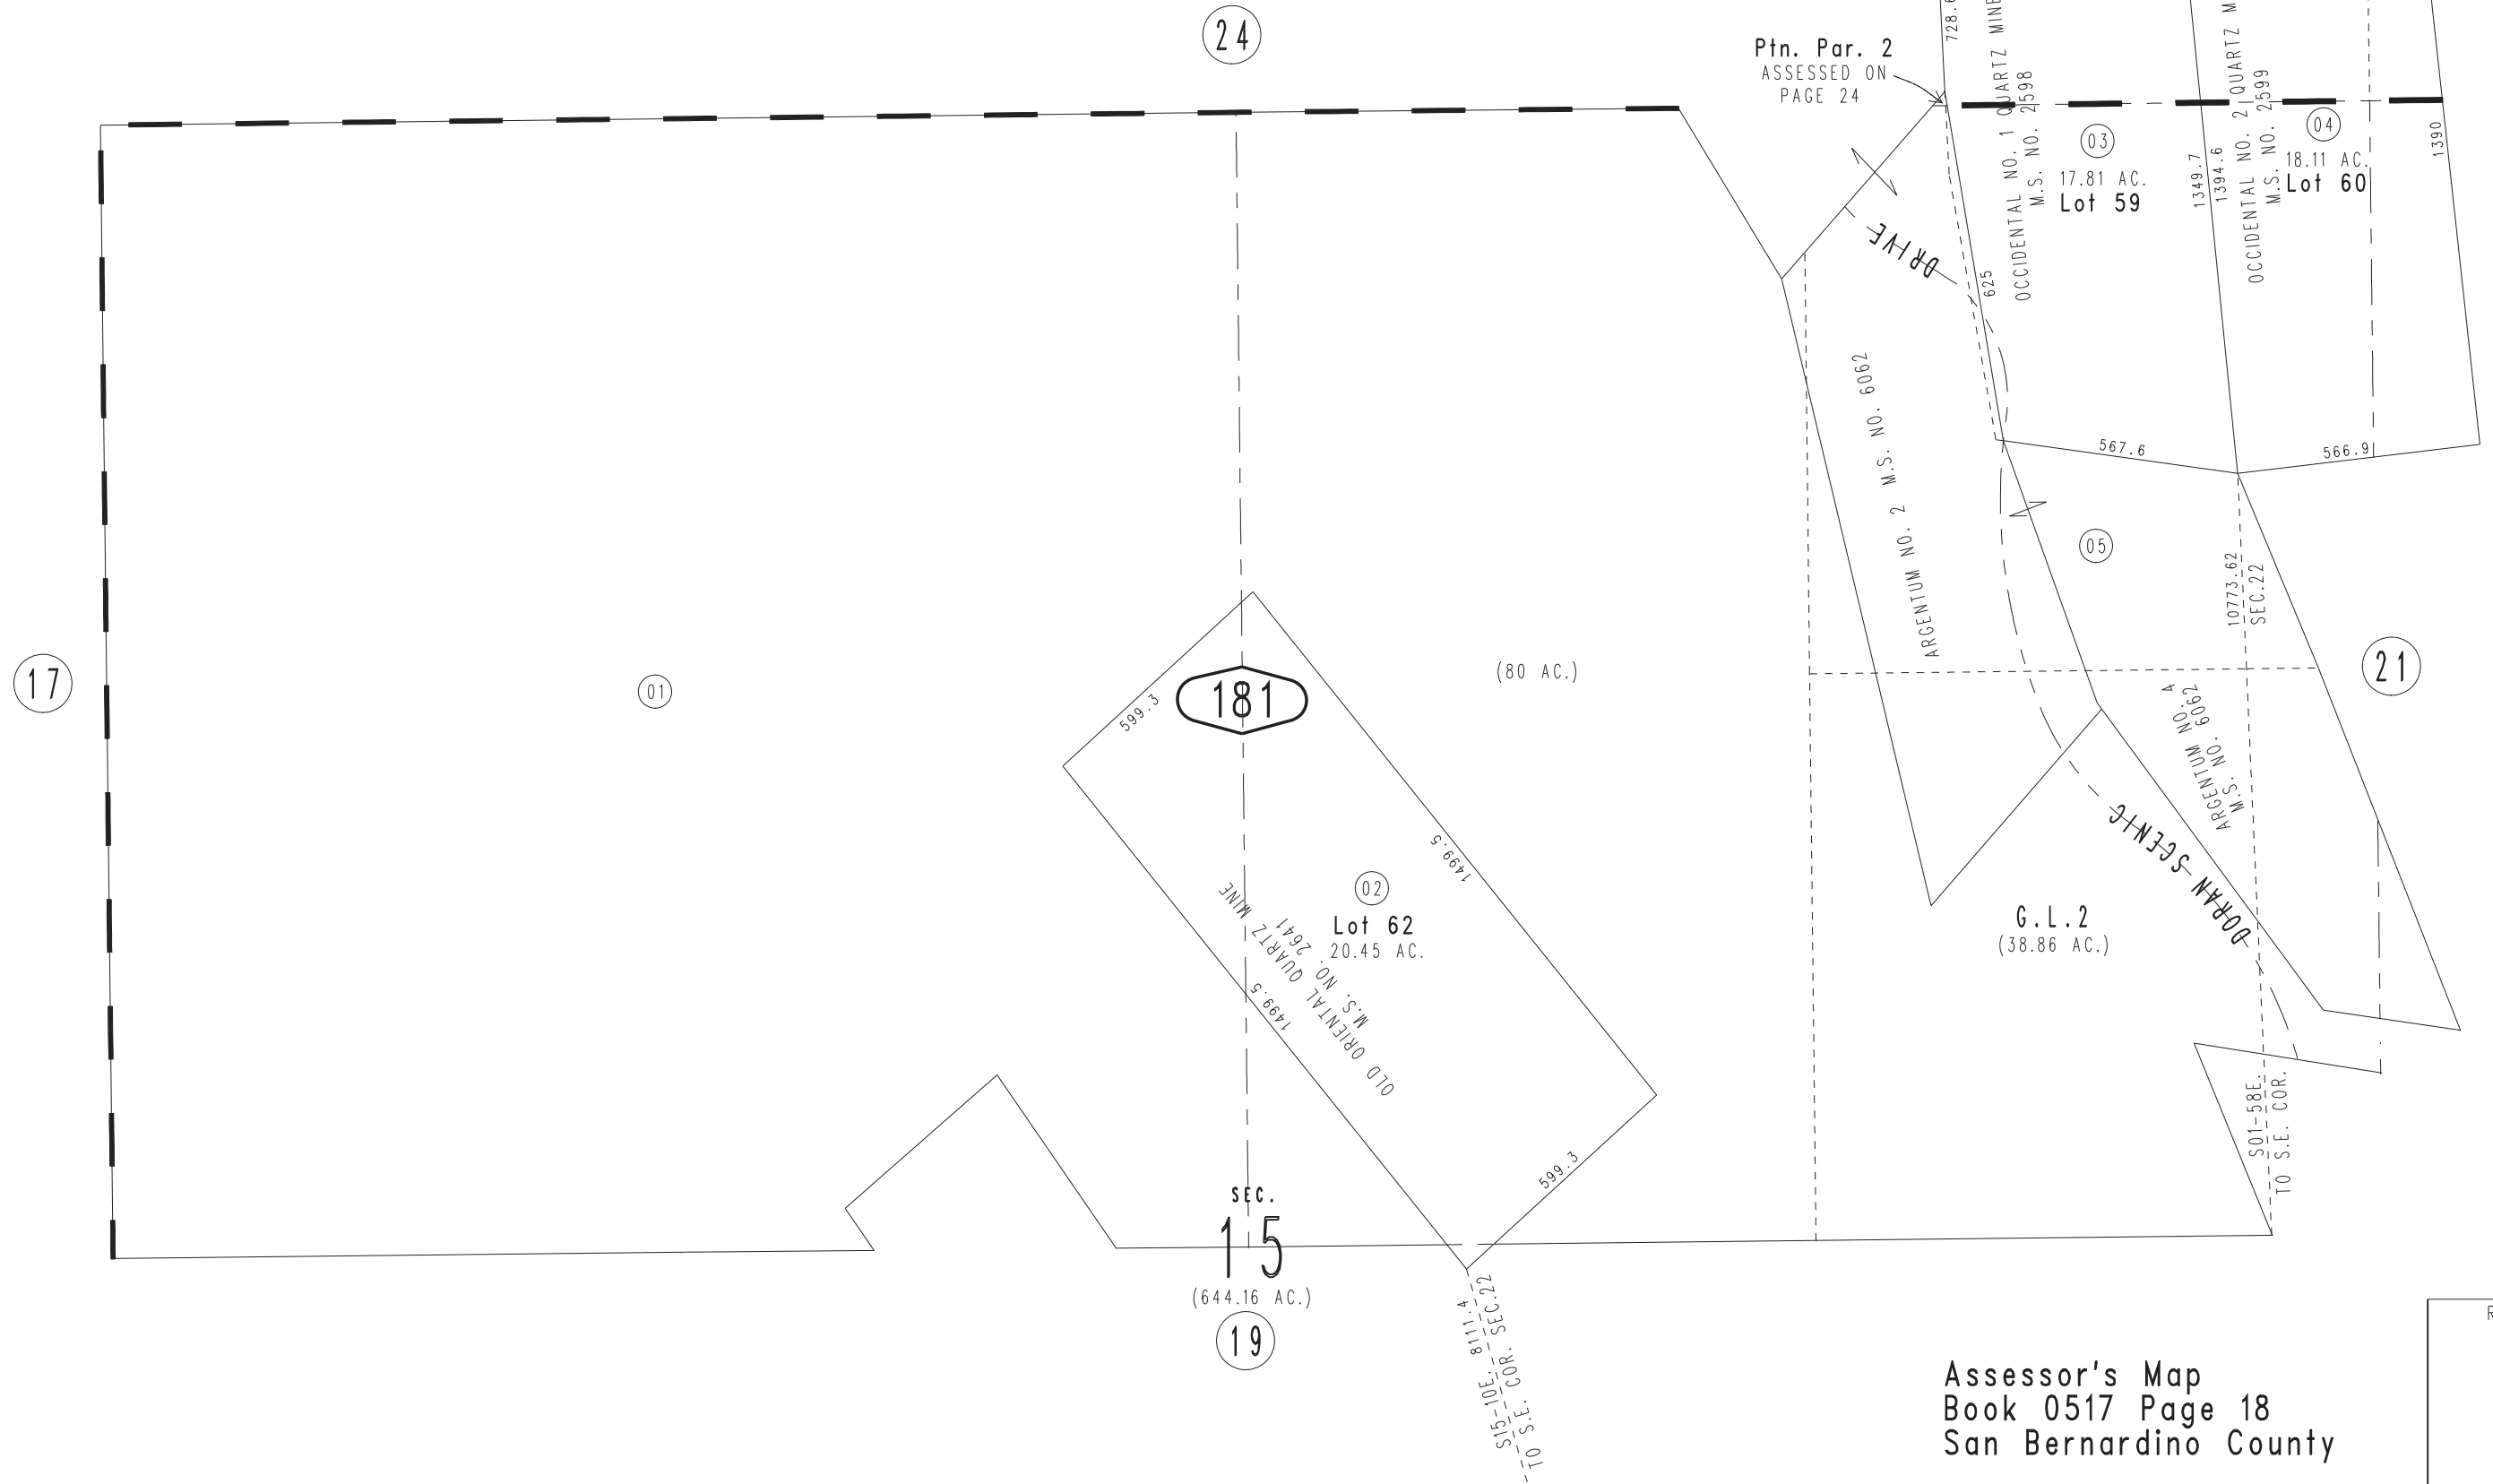 24
Ptn. Par. 2
ASSESSED ON
PAGE 24
728.6
OCCIDENTAL NO. 1 QUARTZ MINE
M.S. NO. 2598
03
17.81 AC.
Lot 59
1349.7
1394.6
OCCIDENTAL NO. 2 QUARTZ M
M.S. NO. 2599
04
18.11 AC.
Lot 60
1390
DRIVE
625
567.6
566.9
ARGENTUM NO. 2 M.S. NO. 6062
05
10773.62
SEC.22
17
01
599.3
181
(80 AC.)
21
ARGENTUM NO. 4
M.S. NO. 6062
DORAN SCENIC
1499.5
02
Lot 62
20.45 AC.
OLD ORIENTAL QUARTZ MINE
M.S. NO. 2641
1499.5
G.L.2
(38.86 AC.)
S01-58E.
TO S.E. COR.
599.3
SEC.
15
(644.16 AC.)
19
S15-10E. 8111.4
TO S.E. COR. SEC.22
R
Assessor's Map
Book 0517 Page 18
San Bernardino County